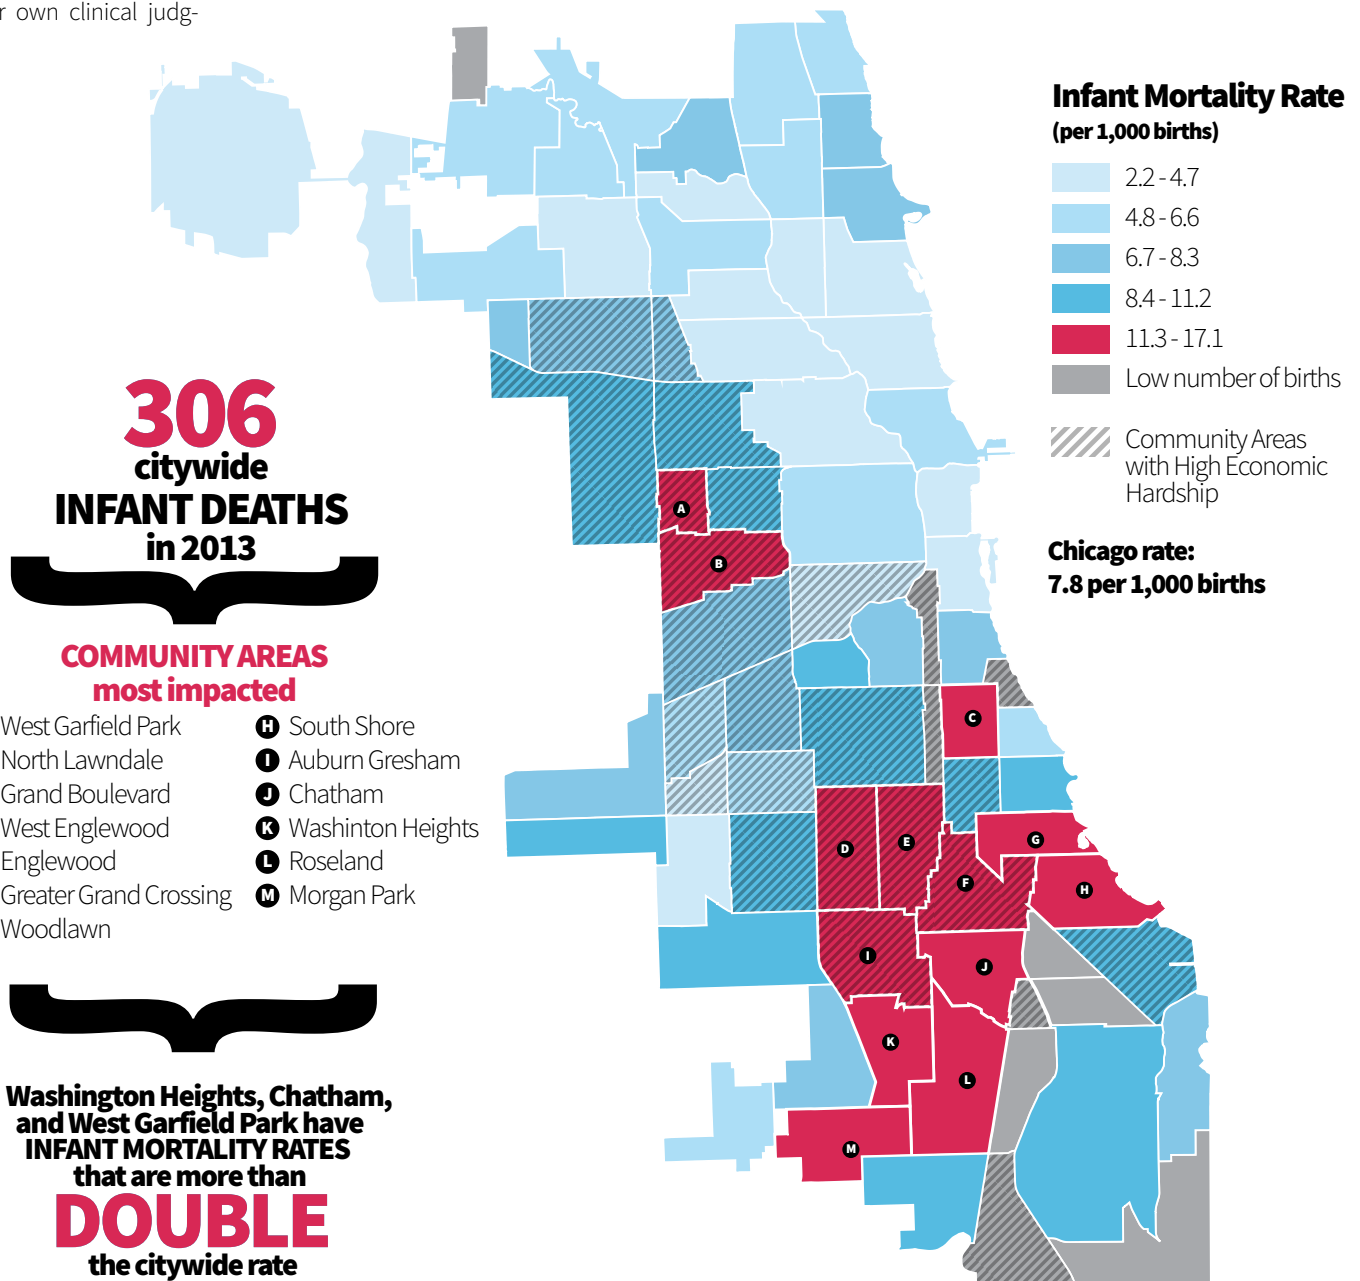 r own clinical judg-
Infant Mortality Rate
(per 1,000 births)
2.2 - 4.7
4.8 - 6.6
6.7 - 8.3
8.4 - 11.2
11.3 - 17.1
Low number of births
Community Areas
with High Economic
Hardship
Chicago rate:
7.8 per 1,000 births
306
citywide
INFANT DEATHS
in 2013
COMMUNITY AREAS
most impacted
West Garfield Park
North Lawndale
Grand Boulevard
West Englewood
Englewood
Greater Grand Crossing
Woodlawn
H South Shore
I Auburn Gresham
J Chatham
K Washinton Heights
L Roseland
M Morgan Park
Washington Heights, Chatham,
and West Garfield Park have
INFANT MORTALITY RATES
that are more than
DOUBLE
the citywide rate
A
B
C
D
E
F
G
H
I
J
K
L
M